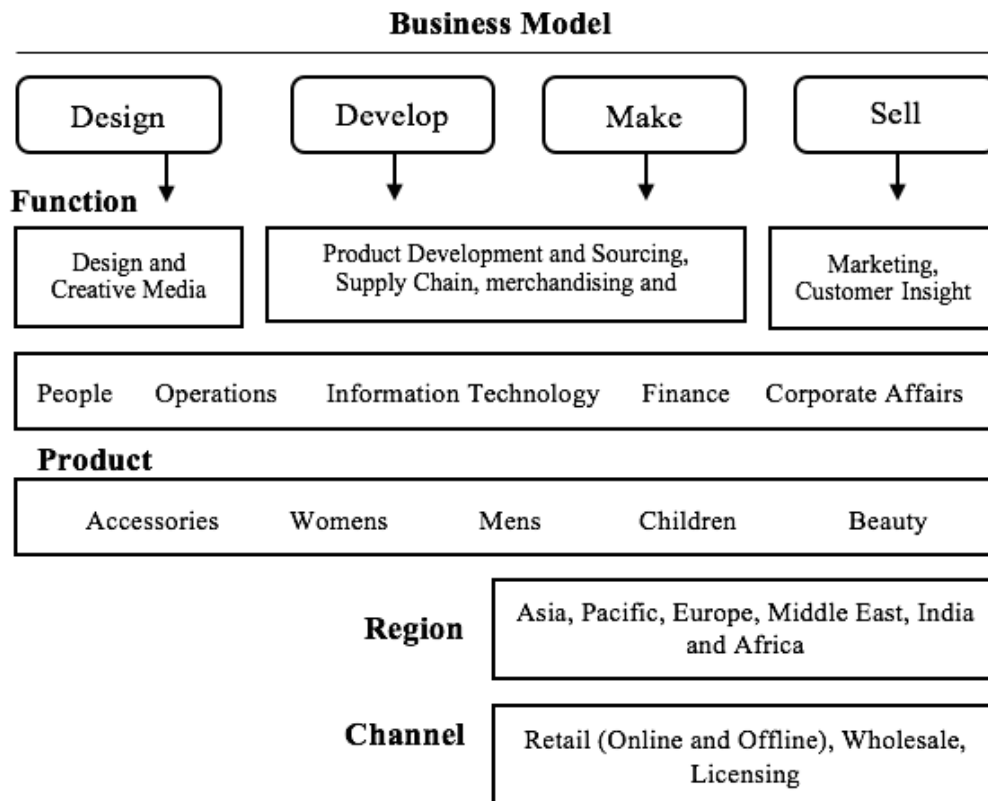 Business Model
Design
Develop
Make
Sell
Function
Design and
Creative Media
Product Development and Sourcing,
Supply Chain, merchandising and
Marketing,
Customer Insight
People Operations Information Technology Finance Corporate Affairs
Product
Accessories Womens Mens Children Beauty
Region
Asia, Pacific, Europe, Middle East, India
and Africa
Channel
Retail (Online and Offline), Wholesale,
Licensing